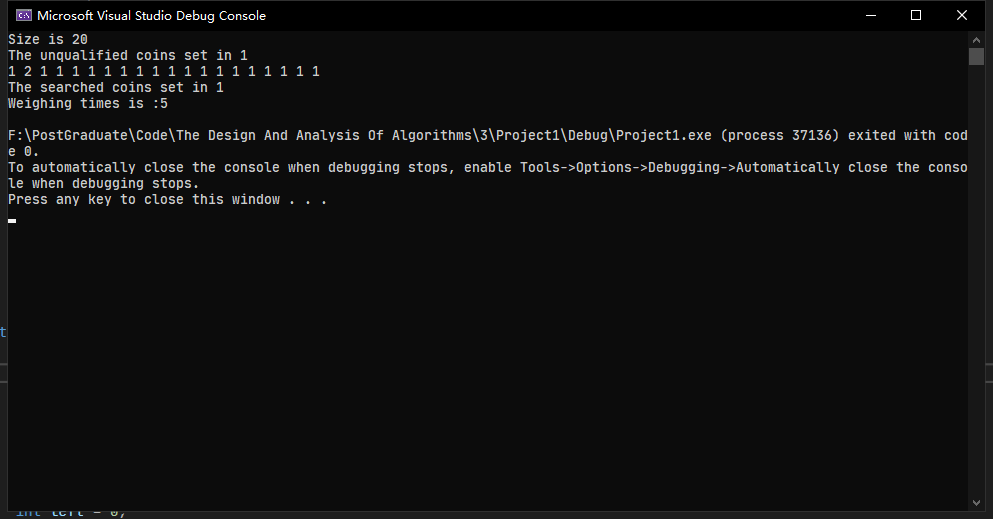 Microsoft Visual Studio Debug Console
Size is 20
The unqualified coins set in 1
1 2 1 1 1 1 1 1 1 1 1 1 1 1 1 1 1 1 1 1
The searched coins set in 1
Weighing times is :5
F:\PostGraduate\Code\The Design And Analysis Of Algorithms\3\Project1\Debug\Project1.exe (process 37136) exited with cod
e 0.
To automatically close the console when debugging stops, enable Tools->Options->Debugging->Automatically close the conso
le when debugging stops.
Press any key to close this window . . .
t
int left = 0;